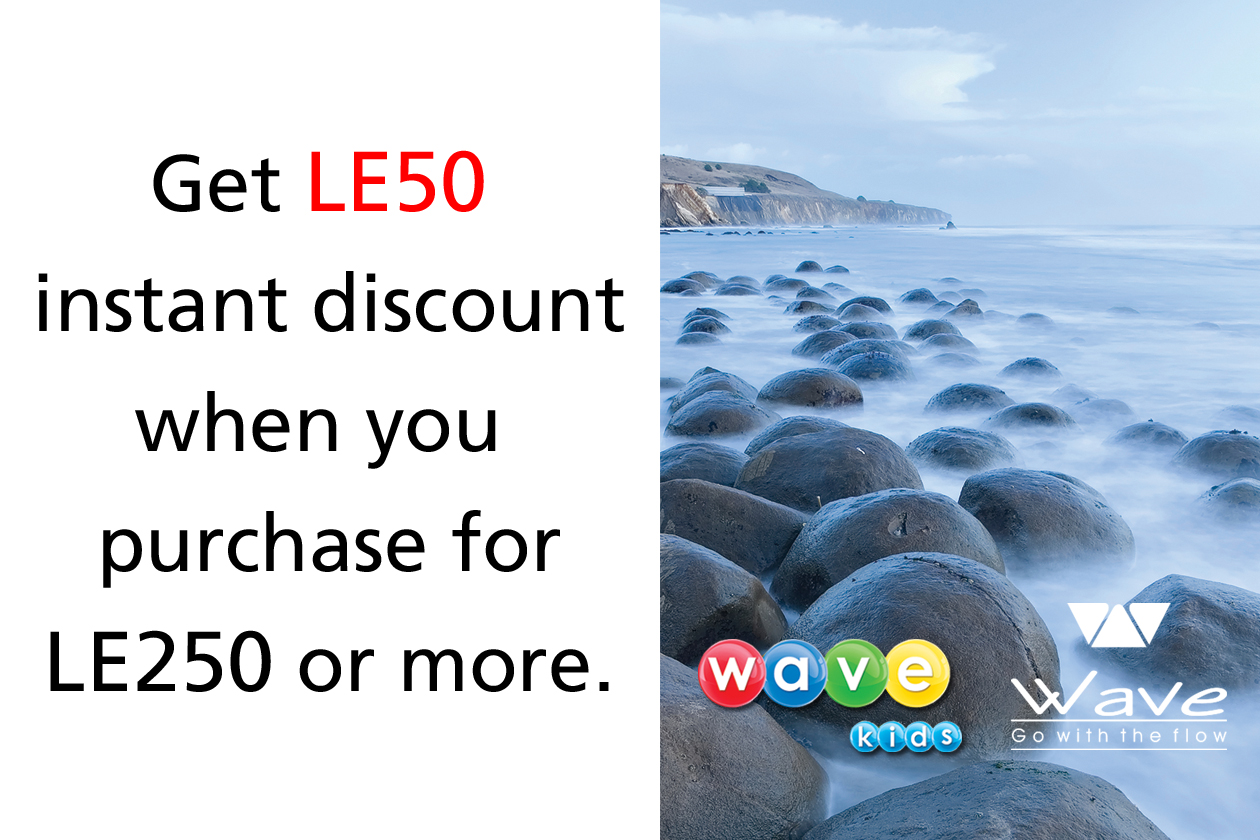 Get LE50
instant discount
when you
purchase for
LE250 or more.
wave
kids
Wave
Go with the flow